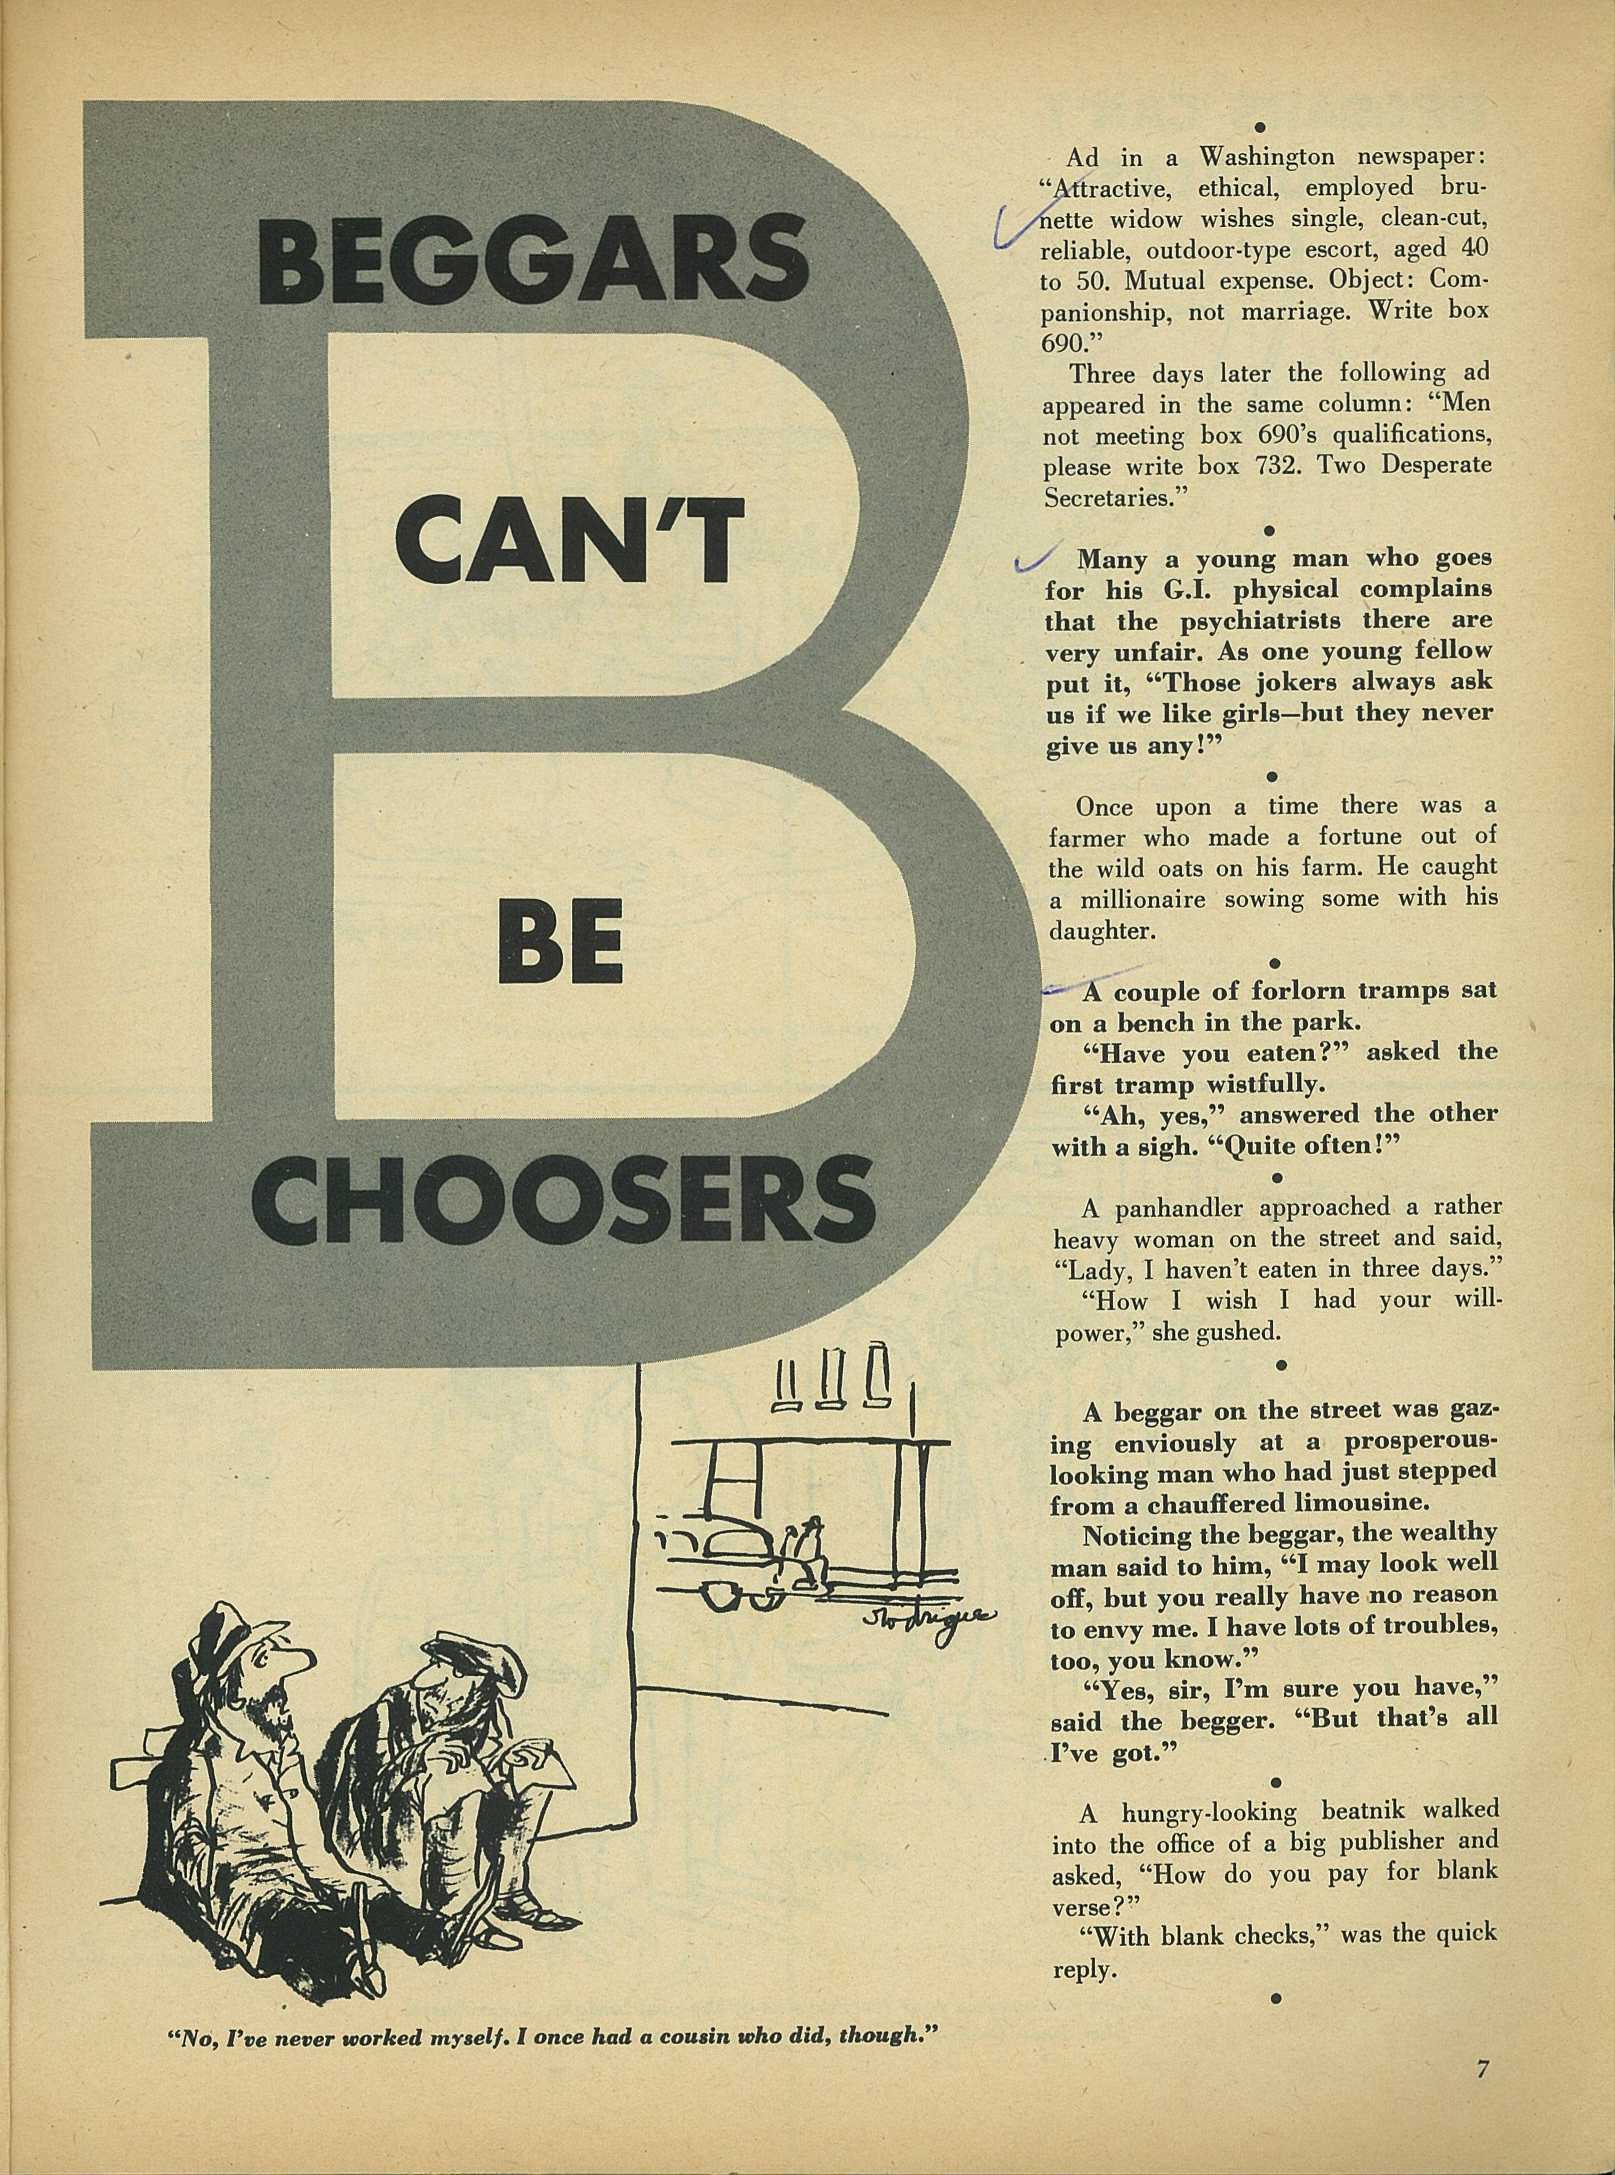 BEGGARS
CAN'T
BE
CHOOSERS
Ad in a Washington newspaper:
“Attractive, ethical, employed bru-
nette widow wishes single, clean-cut,
reliable, outdoor-type escort, aged 40
to 50. Mutual expense. Object: Com-
panionship, not marriage. Write box
690.”
Three days later the following ad
appeared in the same column: “Men
not meeting box 690’s qualifications,
please write box 732. Two Desperate
Secretaries.”
Many a young man who goes
for his G.I. physical complains
that the psychiatrists there are
very unfair. As one young fellow
put it, “Those jokers always ask
us if we like girls—but they never
give us any!”
Once upon a time there was a
farmer who made a fortune out of
the wild oats on his farm. He caught
a millionaire sowing some with his
daughter.
A couple of forlorn tramps sat
on a bench in the park.
“Have you eaten?” asked the
first tramp wistfully.
“Ah, yes,” answered the other
with a sigh. “Quite often!”
A panhandler approached a rather
heavy woman on the street and said,
“Lady, I haven’t eaten in three days.”
“How I wish I had your will-
power,” she gushed.
A beggar on the street was gaz-
ing enviously at a prosperous-
looking man who had just stepped
from a chauffered limousine.
Noticing the beggar, the wealthy
man said to him, “I may look well
off, but you really have no reason
to envy me. I have lots of troubles,
too, you know.”
“Yes, sir, I’m sure you have,”
said the begger. “But that’s all
I’ve got.”
A hungry-looking beatnik walked
into the office of a big publisher and
asked, “How do you pay for blank
verse?”
“With blank checks,” was the quick
reply.
Rodrigues
“No, I’ve never worked myself. I once had a cousin who did, though.”
7